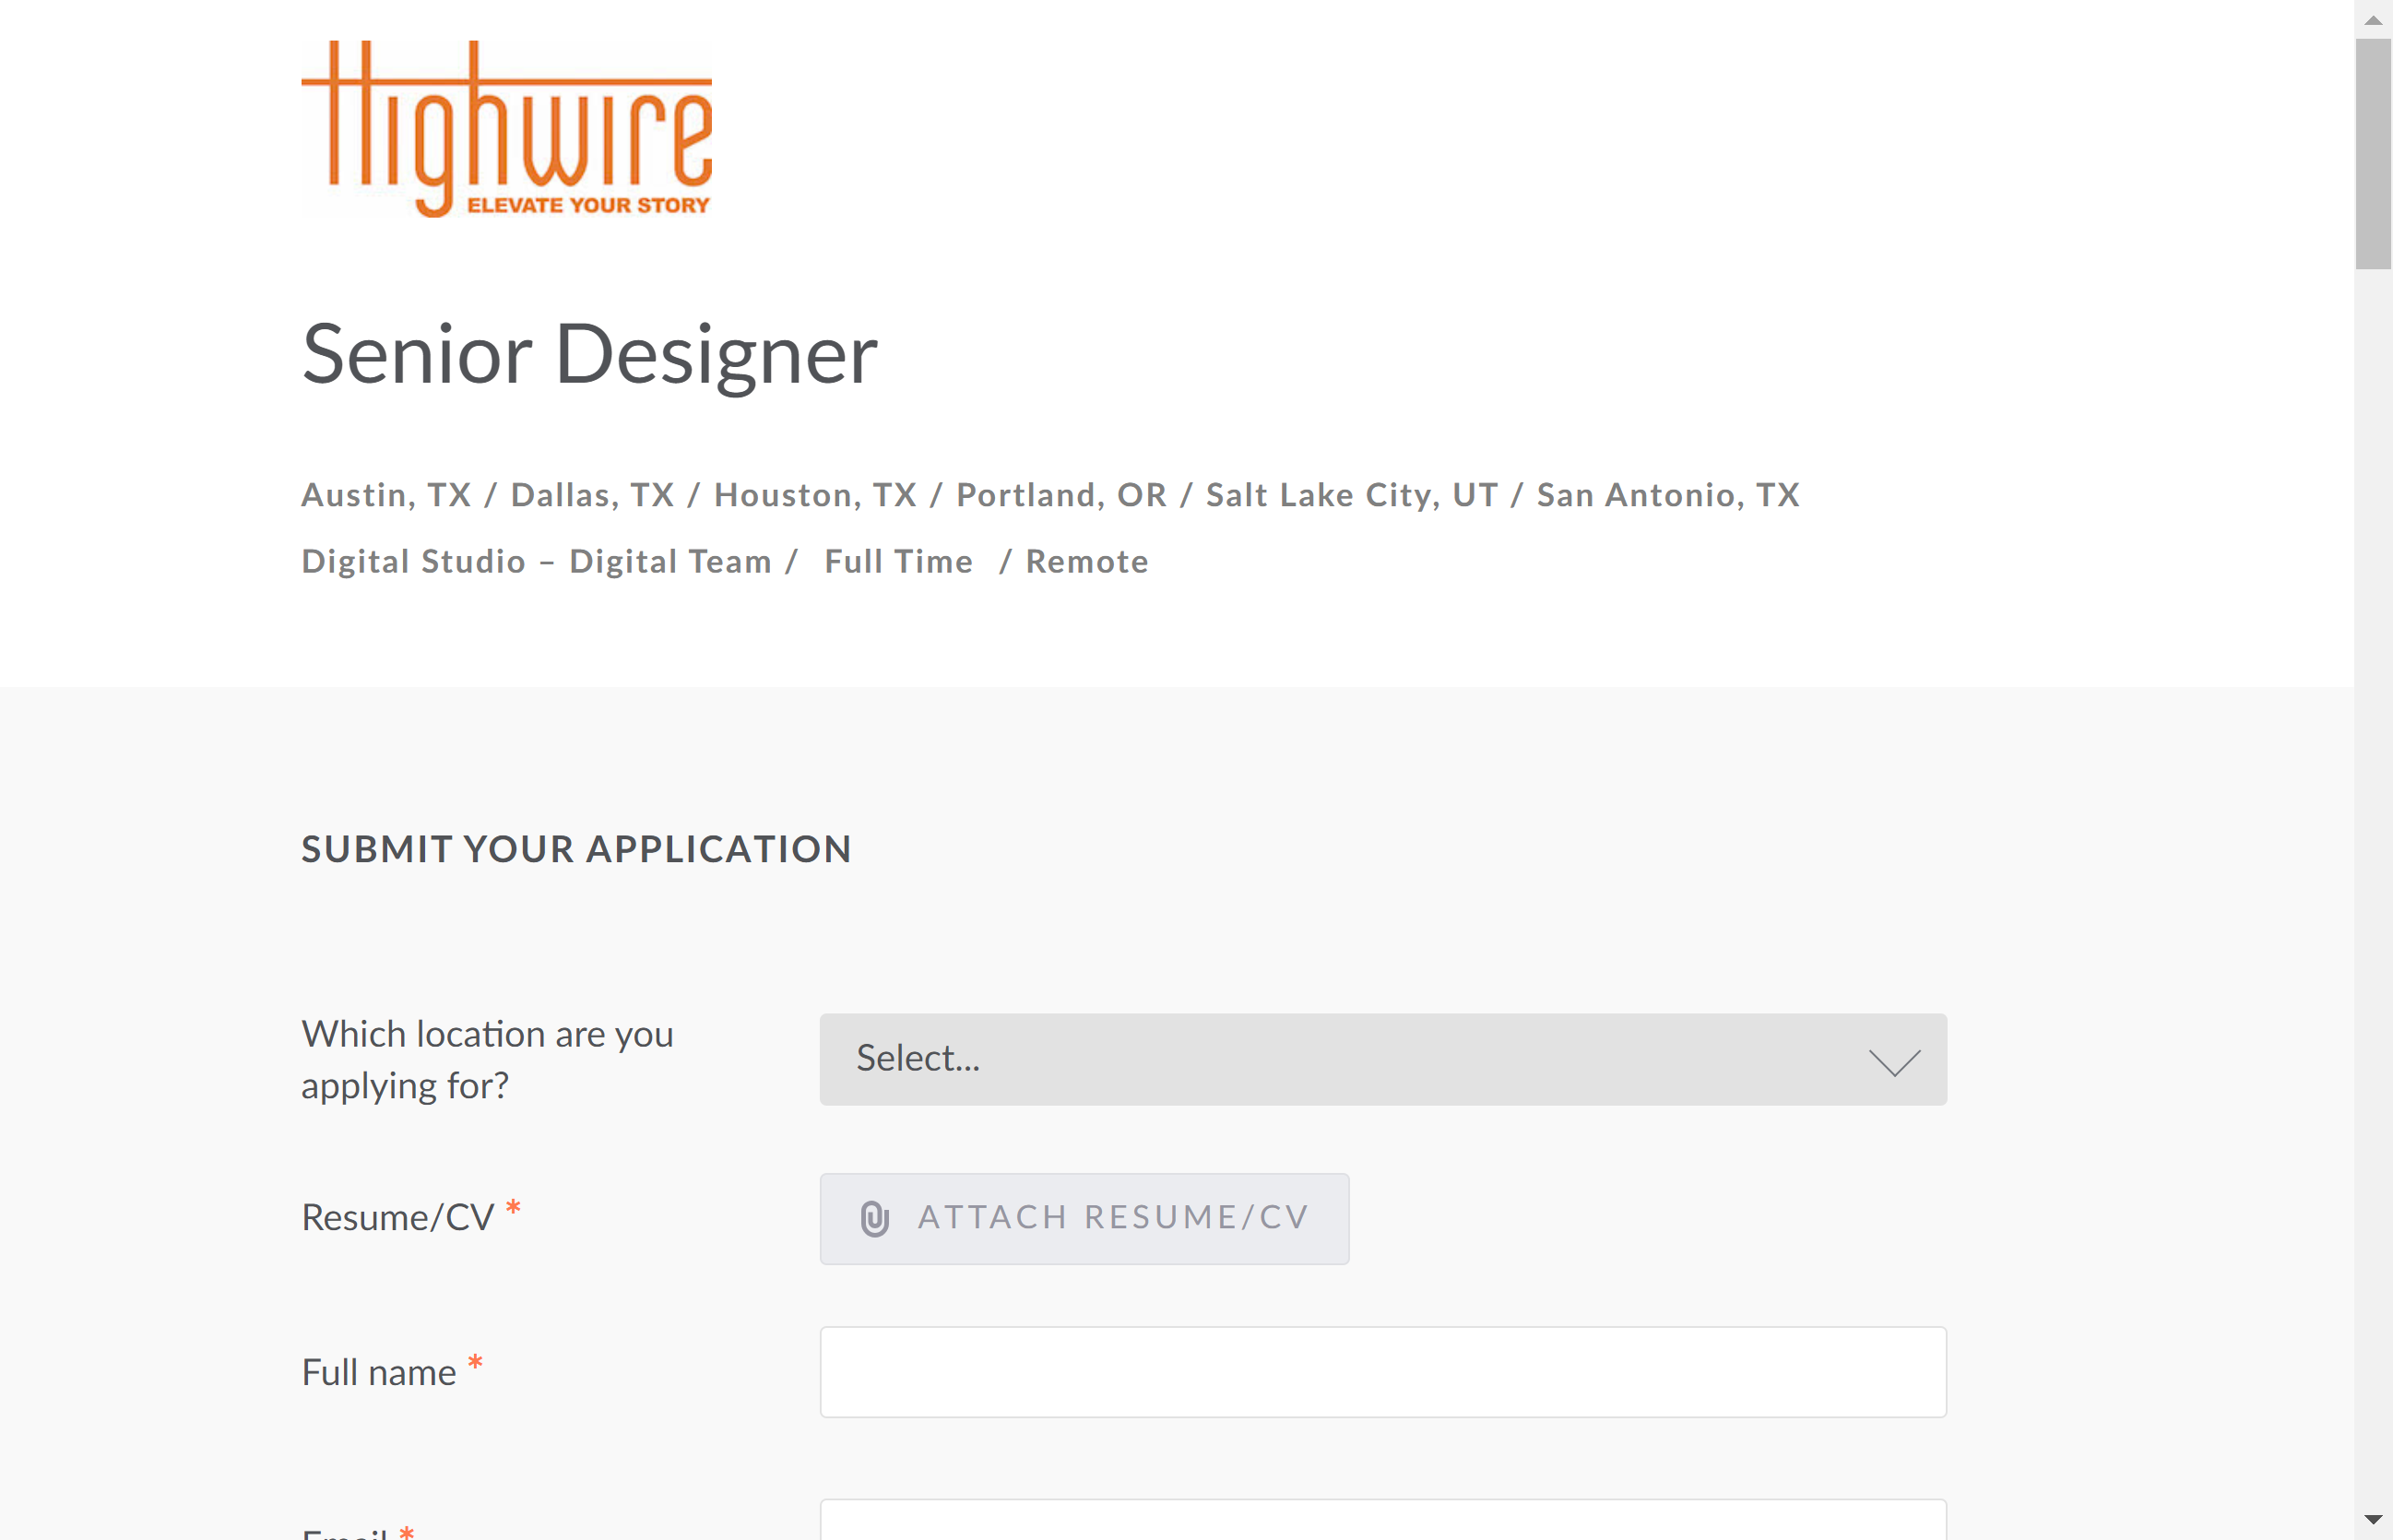 Highwire
ELEVATE YOUR STORY
Senior Designer
Austin, TX / Dallas, TX / Houston, TX / Portland, OR / Salt Lake City, UT / San Antonio, TX
Digital Studio – Digital Team / Full Time / Remote
SUBMIT YOUR APPLICATION
Which location are you
applying for?
Select...
Resume/CV *
ATTACH RESUME/CV
Full name *
Email *